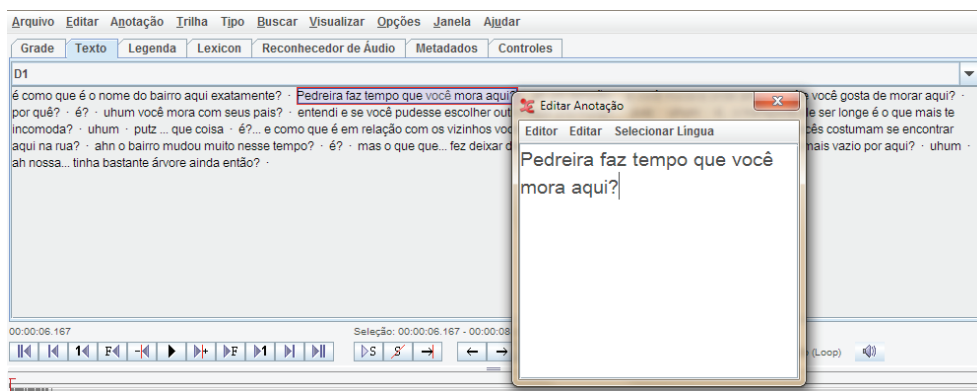 Arquivo Editar Anotação Trilha Tipo Buscar Visualizar Opções Janela Ajudar
Grade Texto Legenda Lexicon Reconhecedor de Áudio Metadados Controles
D1
é como que é o nome do bairro aqui exatamente? · Pedreira faz tempo que você mora aqui? você gosta de morar aqui? ·
por quê? · é? · uhum você mora com seus pais? · entendi e se você pudesse escolher out e ser longe é o que mais te
incomoda? · uhum · putz ... que coisa · é?... e como que é em relação com os vizinhos voc cês costumam se encontrar
aqui na rua? · ahn o bairro mudou muito nesse tempo? · é? · mas o que que... fez deixar d mais vazio por aqui? · uhum ·
ah nossa... tinha bastante árvore ainda então? ·
Editar Anotação
Editor Editar Selecionar Lingua
Pedreira faz tempo que você
mora aqui?
00:00:06.167 Seleção: 00:00:06.167 - 00:00:08
1 F F 1 S S (Loop)